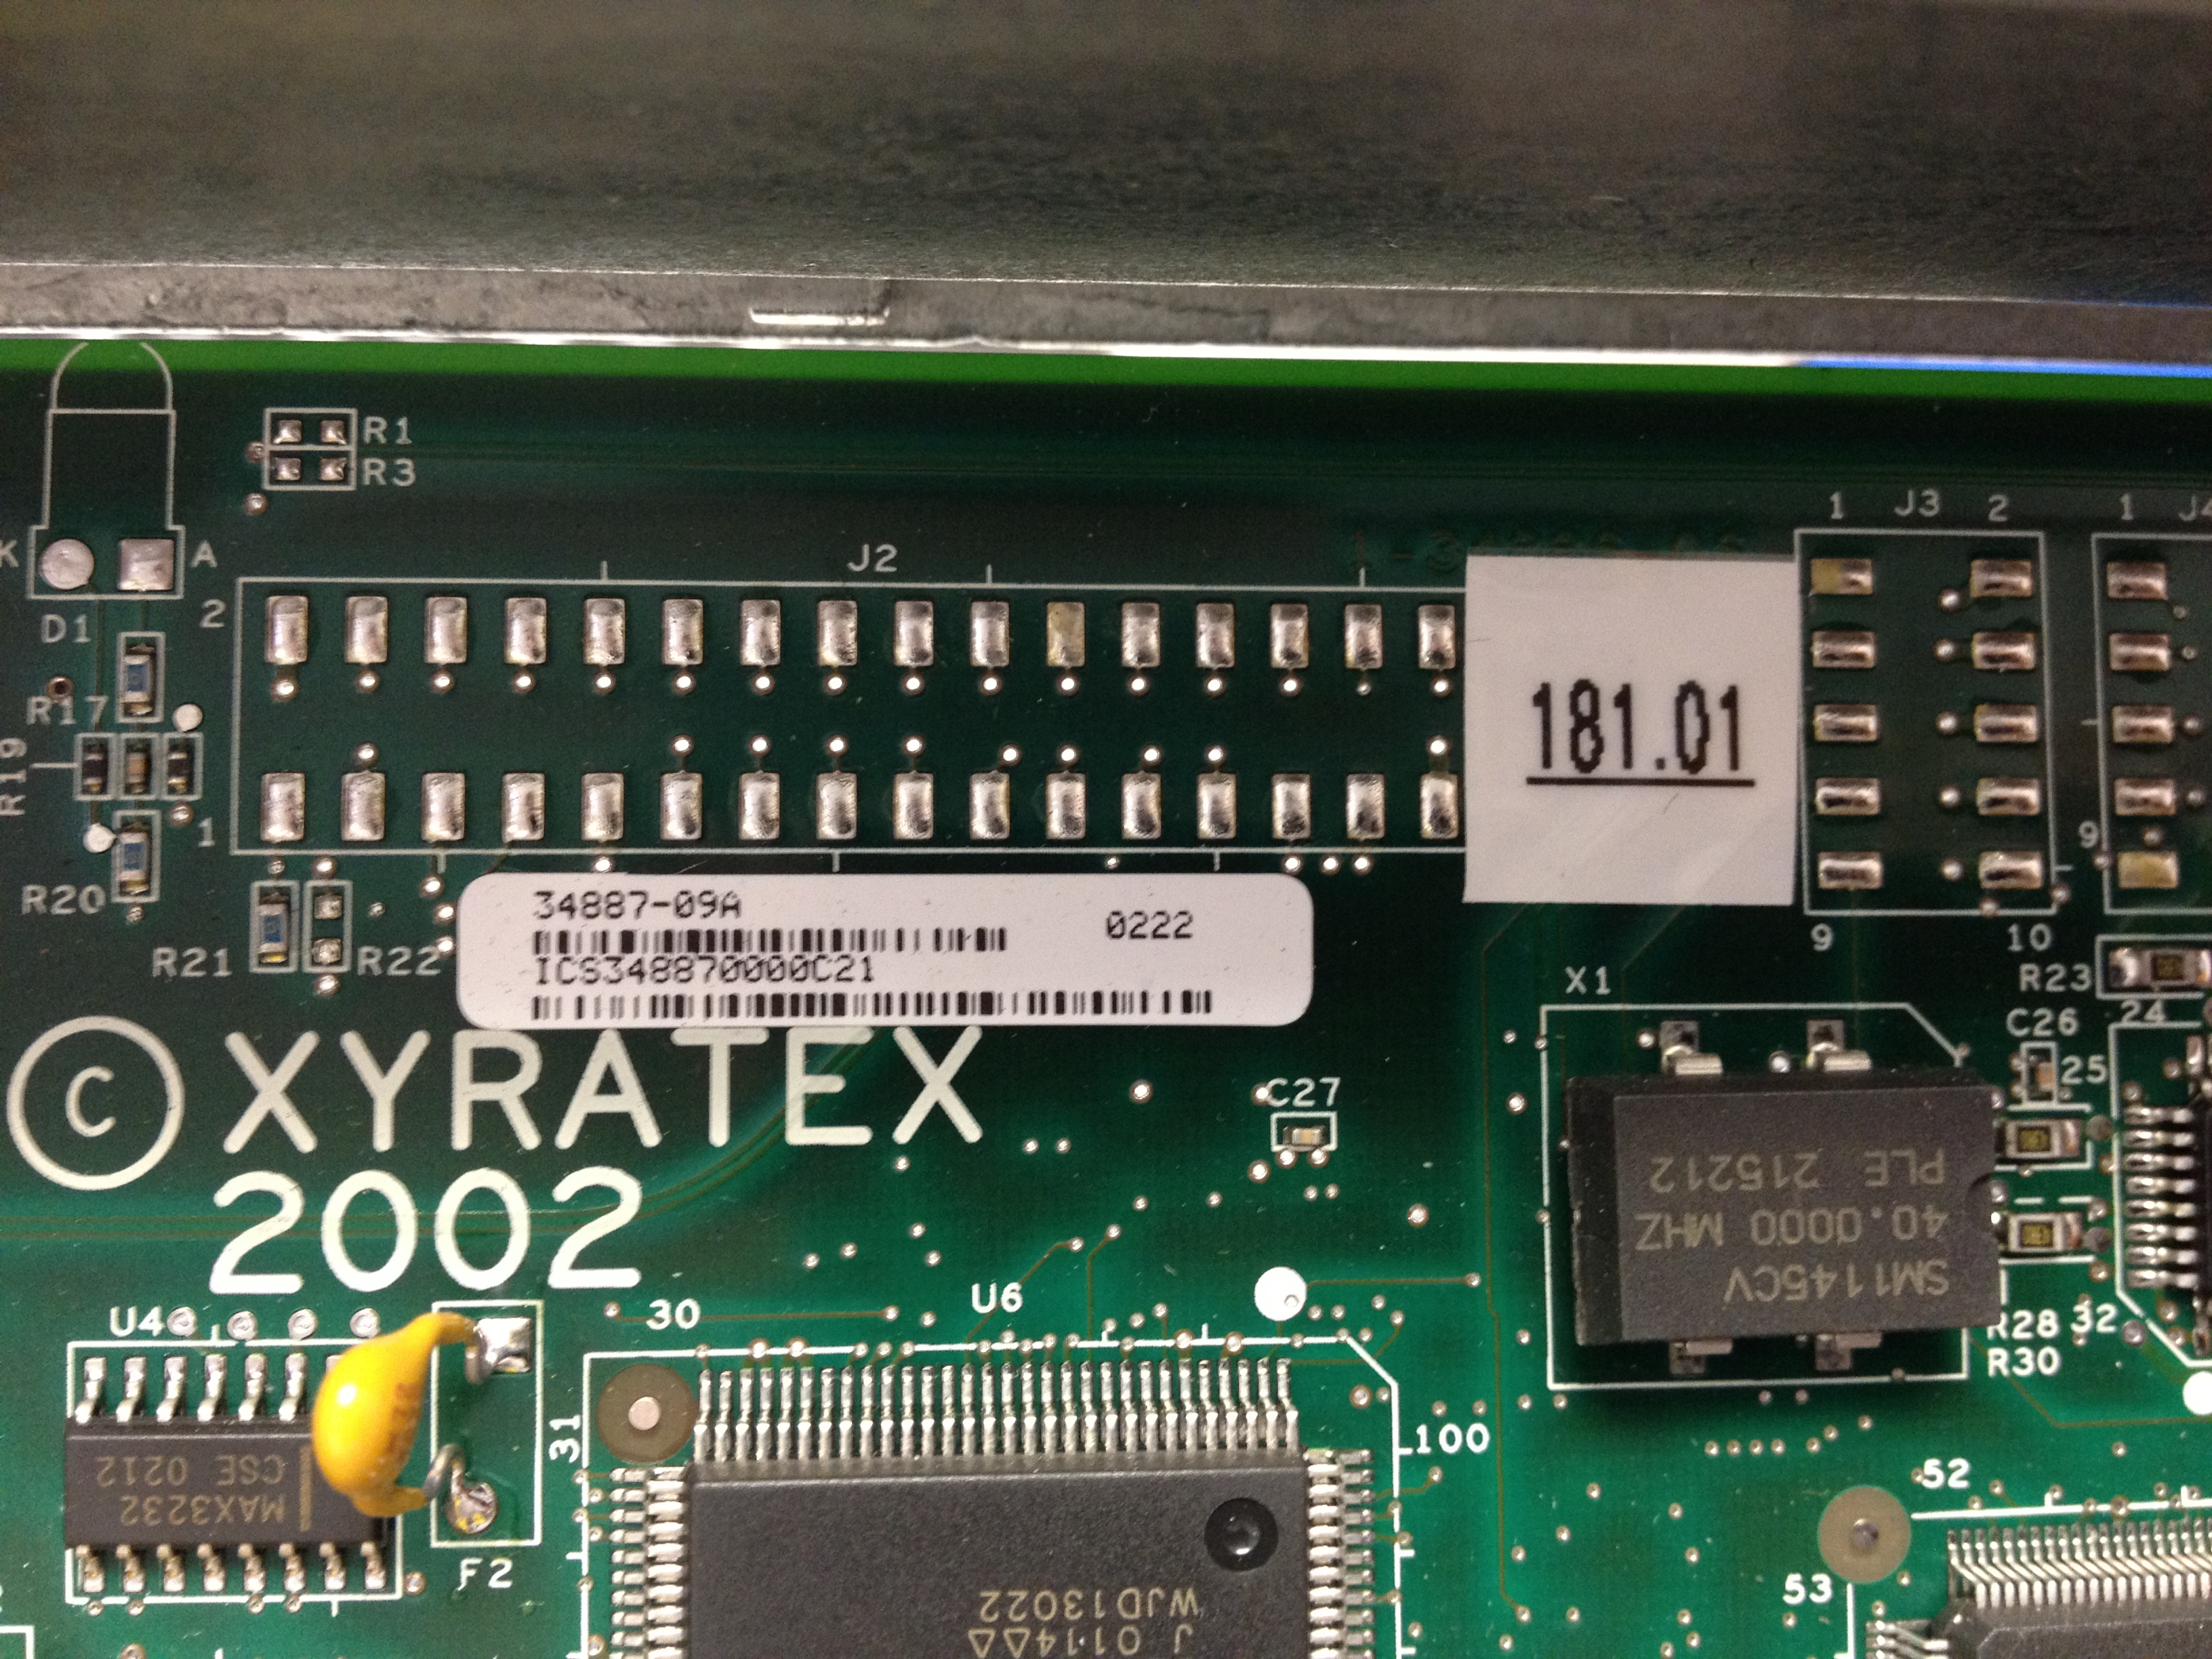 R1
R3
1 J3 2
1
J2
K A
2
D1
181.01
R17
R19
1
9
R20
34887-09A
0222
ICS348870000C21
R21 R22
9 10
X1
R23
24
C26
25
© XYRATEX
2002
C27
PLE 215212
40.0000 MHZ
SM1145CV
R28 32
R30
U4
30
U6
31
100
MAX3232
CSE 0212
F2
52
53
J 0114
WJD13022